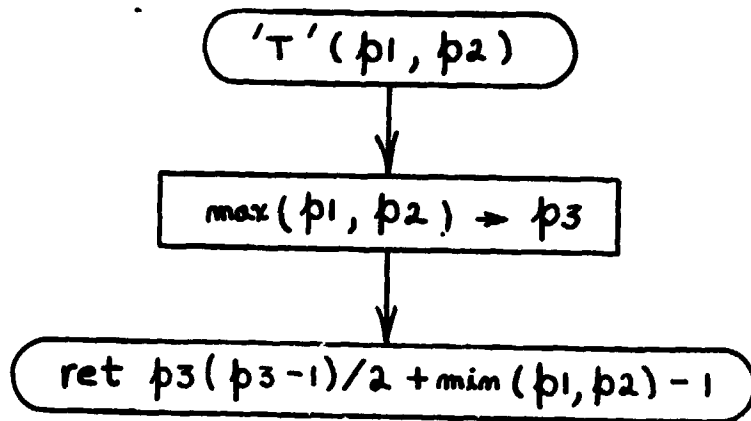 'T' (p1, p2)
max(p1, p2) → p3
ret p3(p3-1)/2 + min(p1,p2) - 1